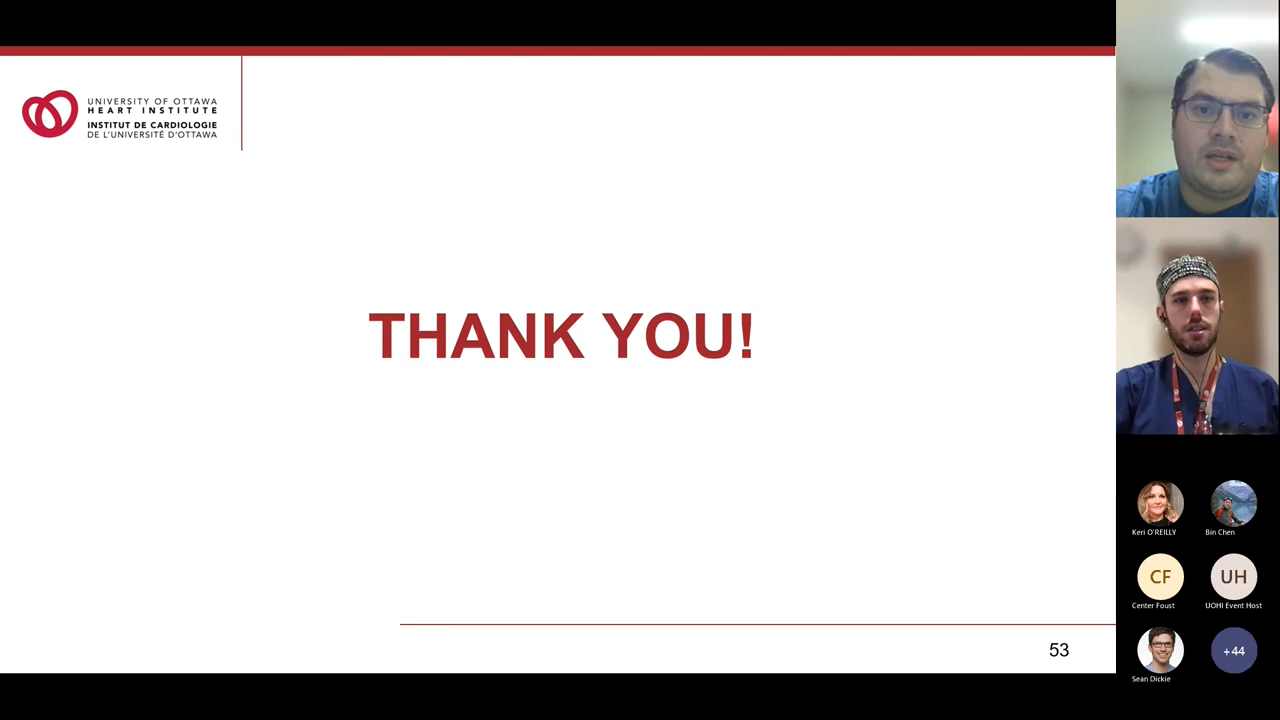 UNIVERSITY OF OTTAWA
HEART INSTITUTE
INSTITUT DE CARDIOLOGIE
DE L'UNIVERSITÉ D'OTTAWA
THANK YOU!
53
Keri O'REILLY
Bin Chen
CF
Center Foust
UH
UOHI Event Host
Sean Dickie
+44